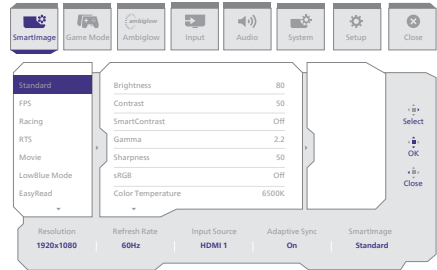 SmartImage Game Mode Ambiglow Input Audio System Setup Close
ambiglow
Standard Brightness 80
FPS Contrast 50
Racing SmartContrast Off
RTS Gamma 2.2
Movie Sharpness 50
LowBlue Mode sRGB Off
EasyRead Color Temperature 6500K
Select
OK
Close
Resolution Refresh Rate Input Source Adaptive Sync SmartImage
1920x1080 60Hz HDMI 1 On Standard